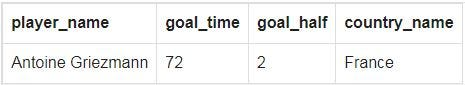 player_name goal_time goal_half country_name
Antoine Griezmann 72 2 France